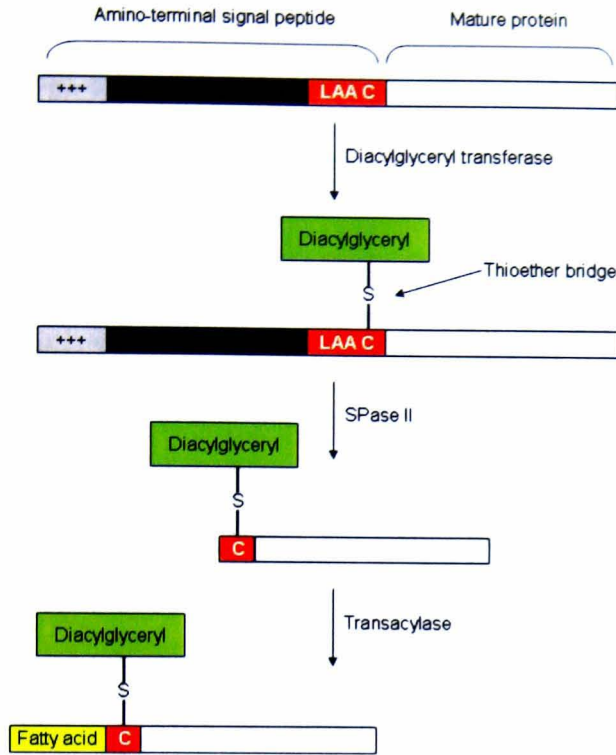 Amino-terminal signal peptide Mature protein
+++ LAA C
Diacylglyceryl transferase
Diacylglyceryl
Thioether bridge
S
+++ LAA C
SPase II
Diacylglyceryl
S
C
Transacylase
Diacylglyceryl
S
Fatty acid C